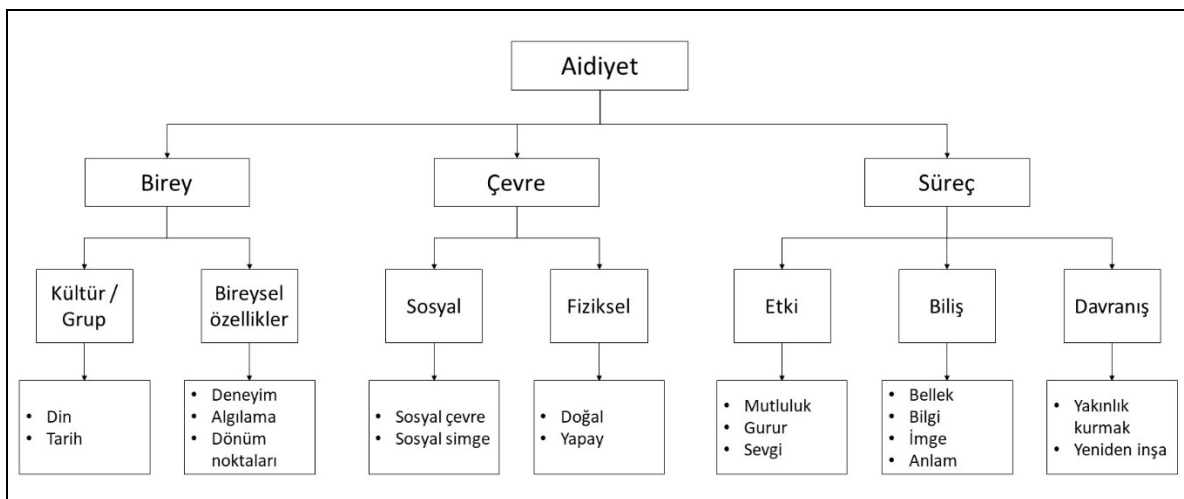 Aidiyet
Birey
Çevre
Süreç
Kültür /
Grup
Bireysel
özellikler
Sosyal
Fiziksel
Etki
Biliş
Davranış
• Din
• Tarih
• Deneyim
• Algılama
• Dönüm
noktaları
• Sosyal çevre
• Sosyal simge
• Doğal
• Yapay
• Mutluluk
• Gurur
• Sevgi
• Bellek
• Bilgi
• İmge
• Anlam
• Yakınlık
kurmak
• Yeniden inşa